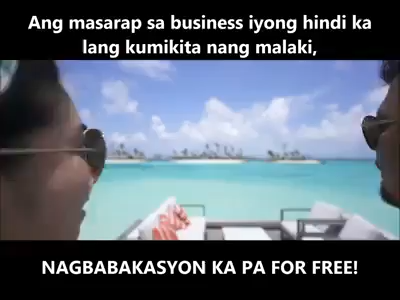 Ang masarap sa business iyong hindi ka
lang kumikita nang malaki,
NAGBABAKASYON KA PA FOR FREE!